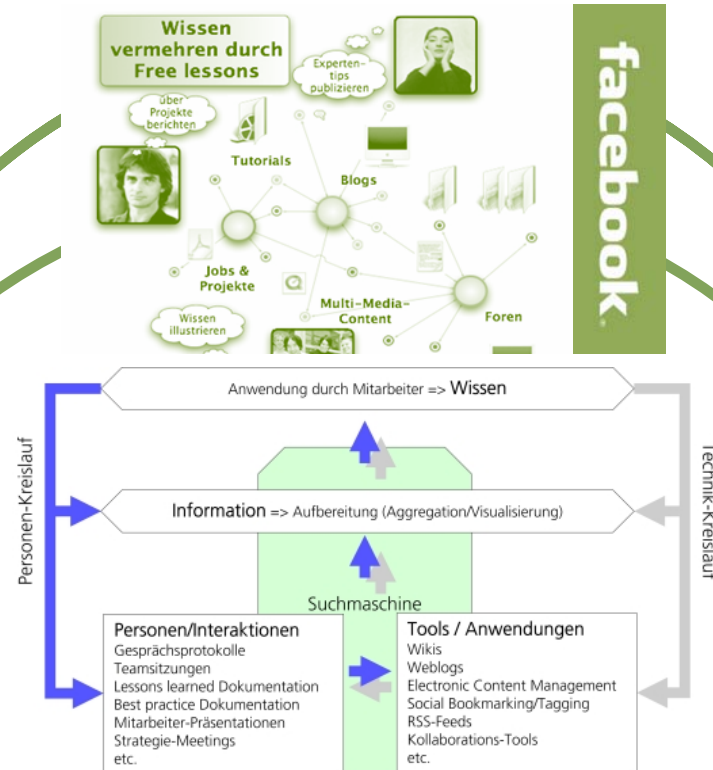 Wissen
vermehren durch
Free lessons
Experten-
tips
publizieren
über
Projekte
berichten
Tutorials
Blogs
Jobs &
Projekte
Multi-Media-
Content
Foren
Wissen
illustrieren
facebook
Anwendung durch Mitarbeiter => Wissen
Personen-Kreislauf
Technik-Kreislauf
Information => Aufbereitung (Aggregation/Visualisierung)
Suchmaschine
Personen/Interaktionen
Gesprächsprotokolle
Teamsitzungen
Lessons learned Dokumentation
Best practice Dokumentation
Mitarbeiter-Präsentationen
Strategie-Meetings
etc.
Tools / Anwendungen
Wikis
Weblogs
Electronic Content Management
Social Bookmarking/Tagging
RSS-Feeds
Kollaborations-Tools
etc.